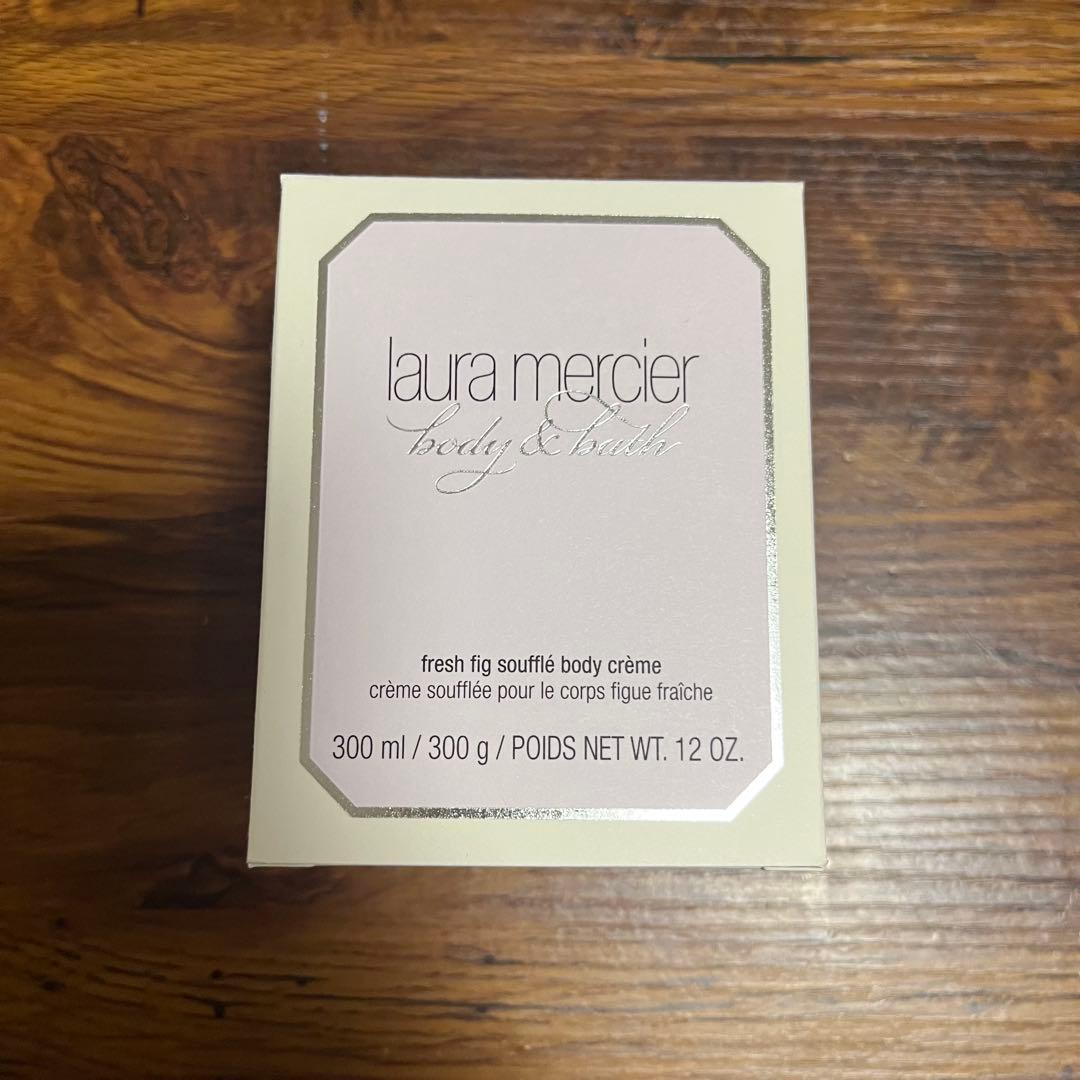 laura mercier
body & bath
fresh fig soufflé body crème
crème soufflée pour le corps figue fraîche
300 ml / 300 g / POIDS NET WT. 12 OZ.